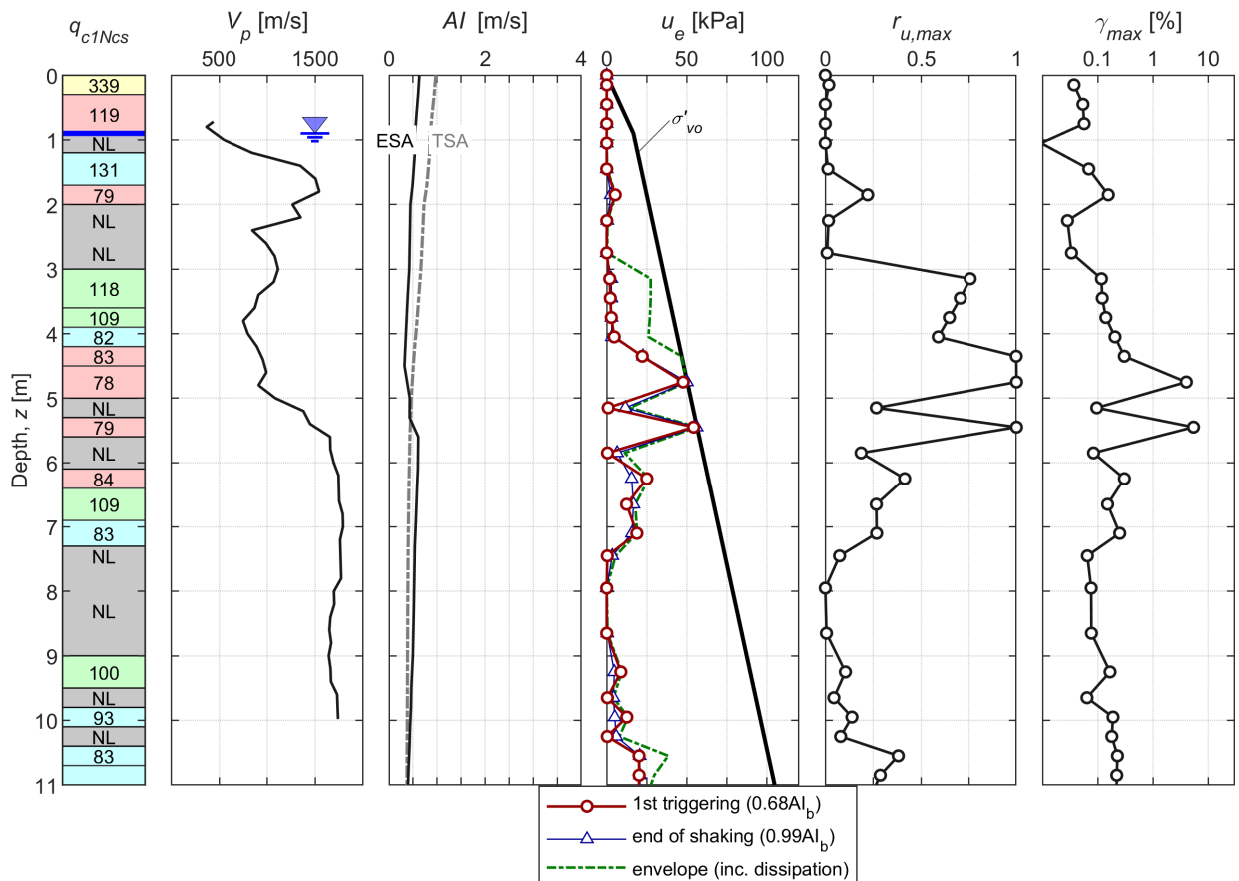 q_c1Ncs
V_p [m/s]
AI [m/s]
u_e [kPa]
r_u,max
γ_max [%]
500 1500
0 2 4
0 50 100
0 0.5 1
0.1 1 10
Depth, z [m]
0
1
2
3
4
5
6
7
8
9
10
11
339
119
NL
131
79
NL
NL
118
109
82
83
78
NL
79
NL
84
109
83
NL
NL
100
NL
93
NL
83
ESA TSA
σ'_vo
1st triggering (0.68AI_b)
end of shaking (0.99AI_b)
envelope (inc. dissipation)